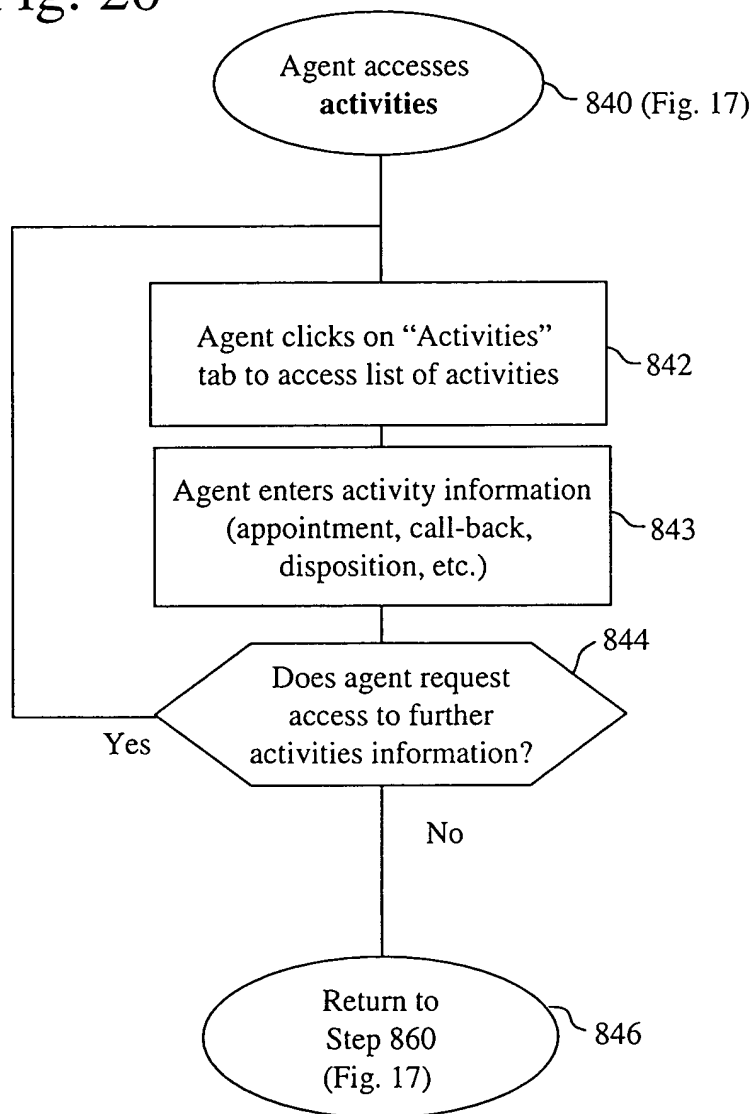 Fig. 20
Agent accesses
activities
840 (Fig. 17)
Agent clicks on “Activities”
tab to access list of activities
842
Agent enters activity information
(appointment, call-back,
disposition, etc.)
843
844
Does agent request
access to further
activities information?
Yes
No
Return to
Step 860
(Fig. 17)
846